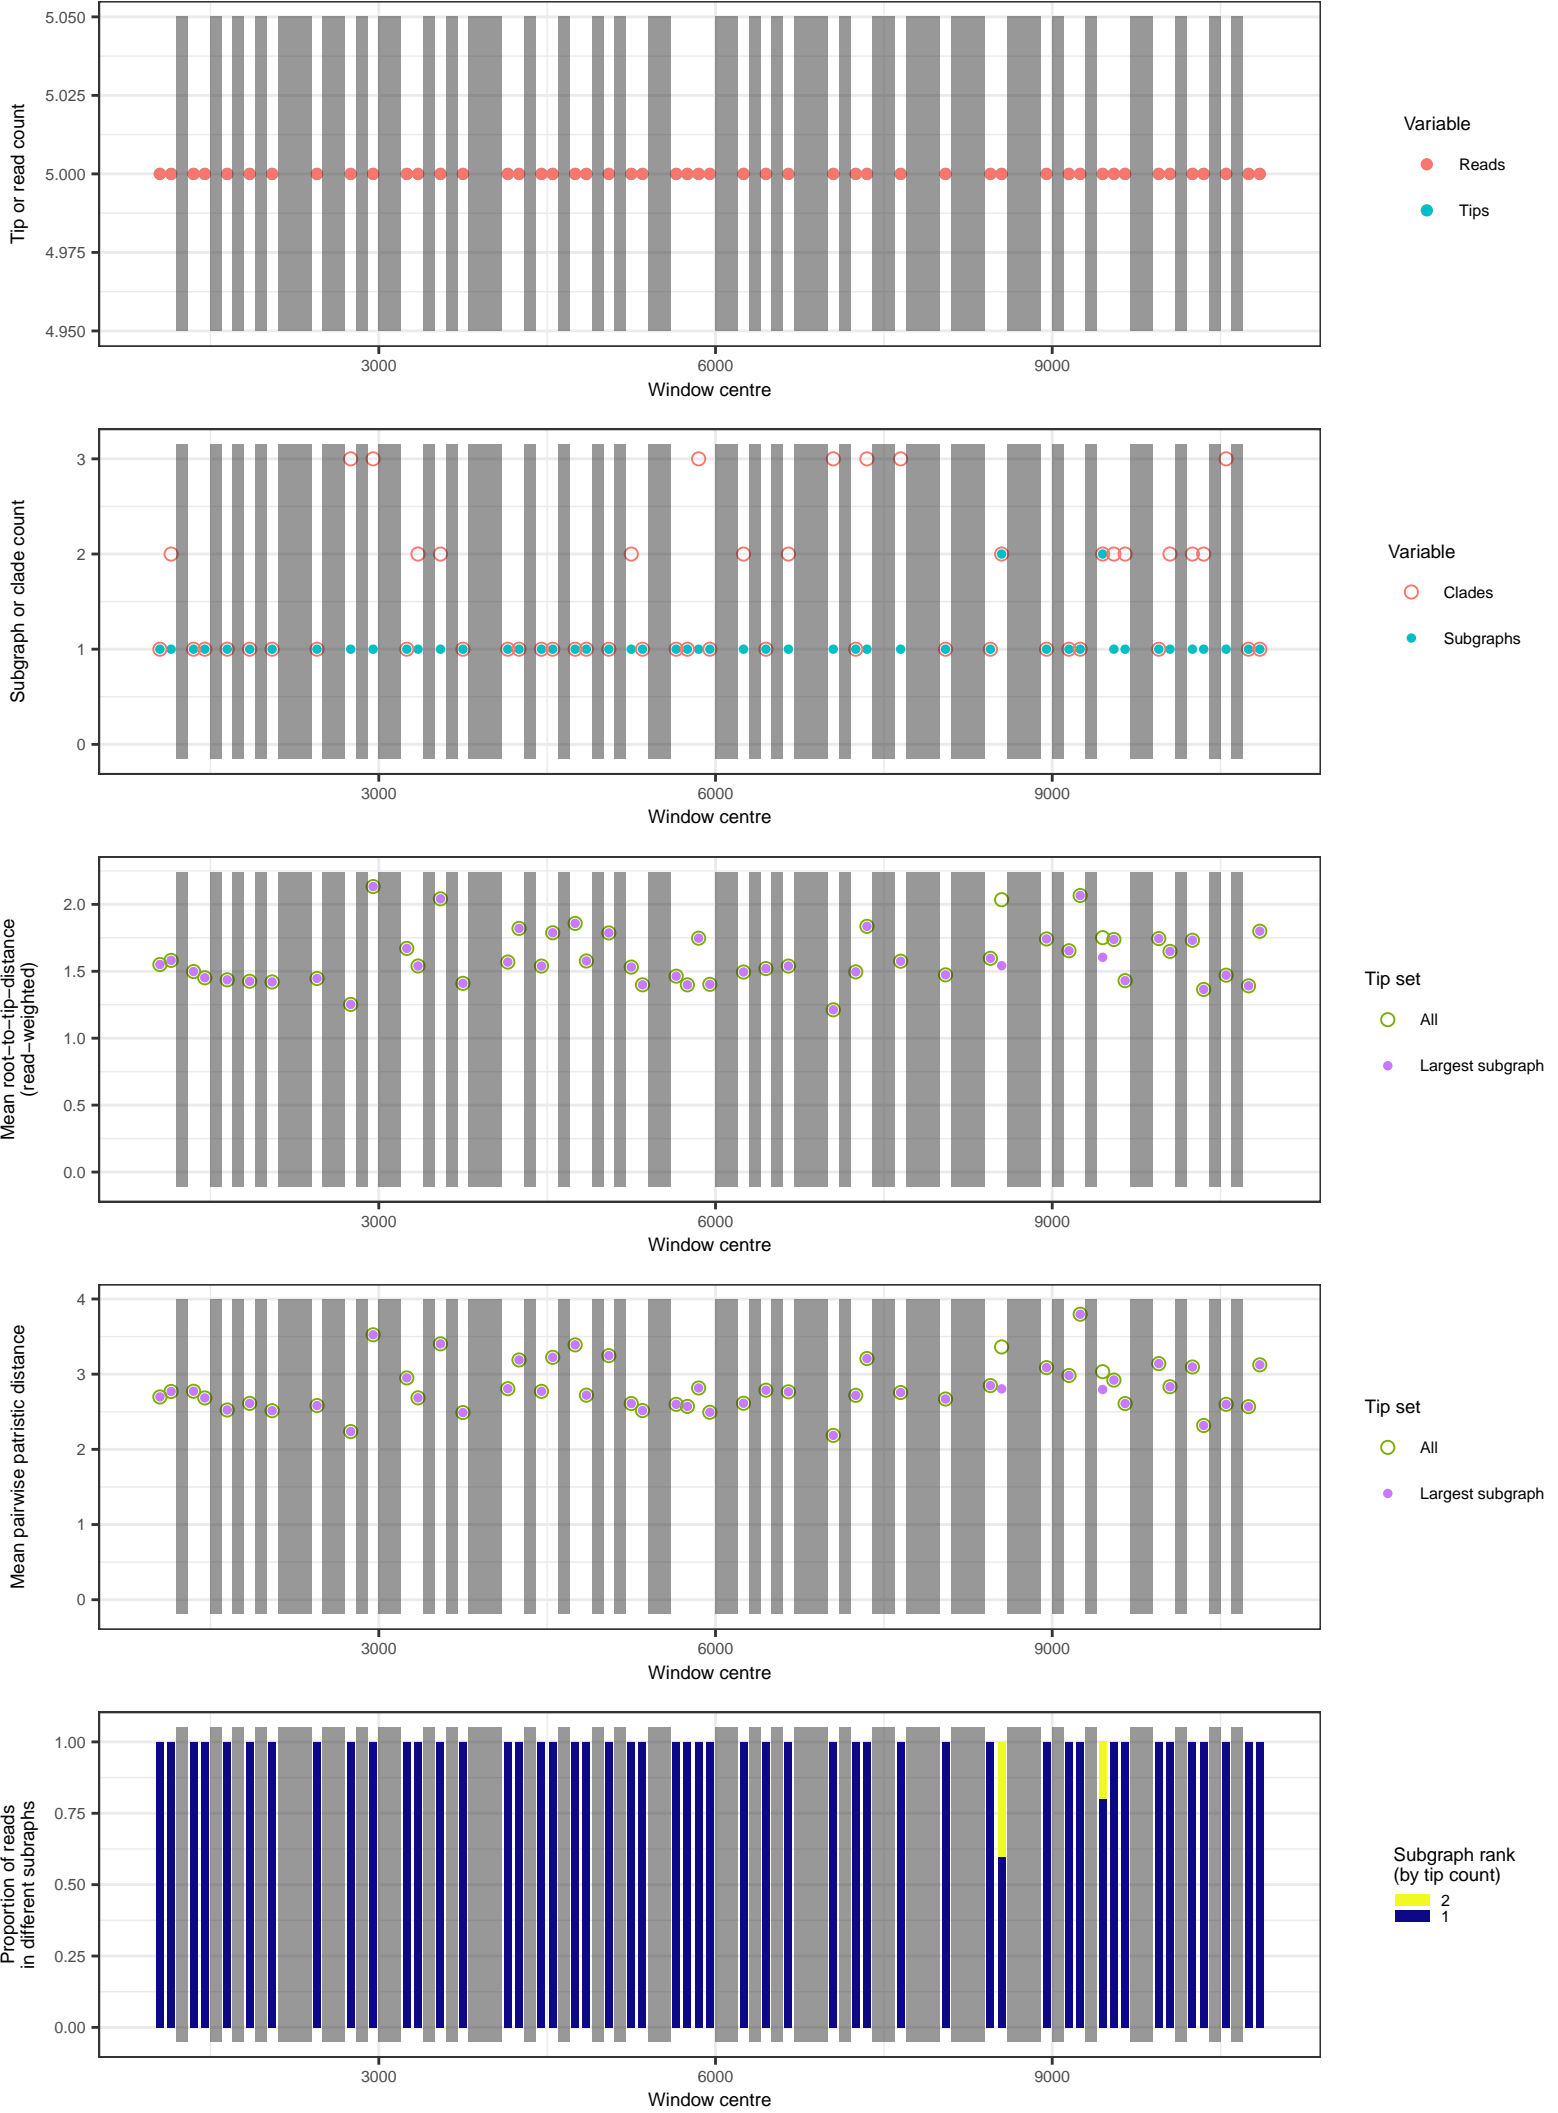 5.050
5.025
5.000
4.975
4.950
Tip or read count
3000
6000
9000
Window centre
Variable
Reads
Tips
3
2
1
0
Subgraph or clade count
3000
6000
9000
Window centre
Variable
Clades
Subgraphs
2.0
1.5
1.0
0.5
0.0
Mean root−to−tip−distance
(read−weighted)
3000
6000
9000
Window centre
Tip set
All
Largest subgraph
4
3
2
1
0
Mean pairwise patristic distance
3000
6000
9000
Window centre
Tip set
All
Largest subgraph
1.00
0.75
0.50
0.25
0.00
Proportion of reads
in different subraphs
3000
6000
9000
Window centre
Subgraph rank
(by tip count)
2
1